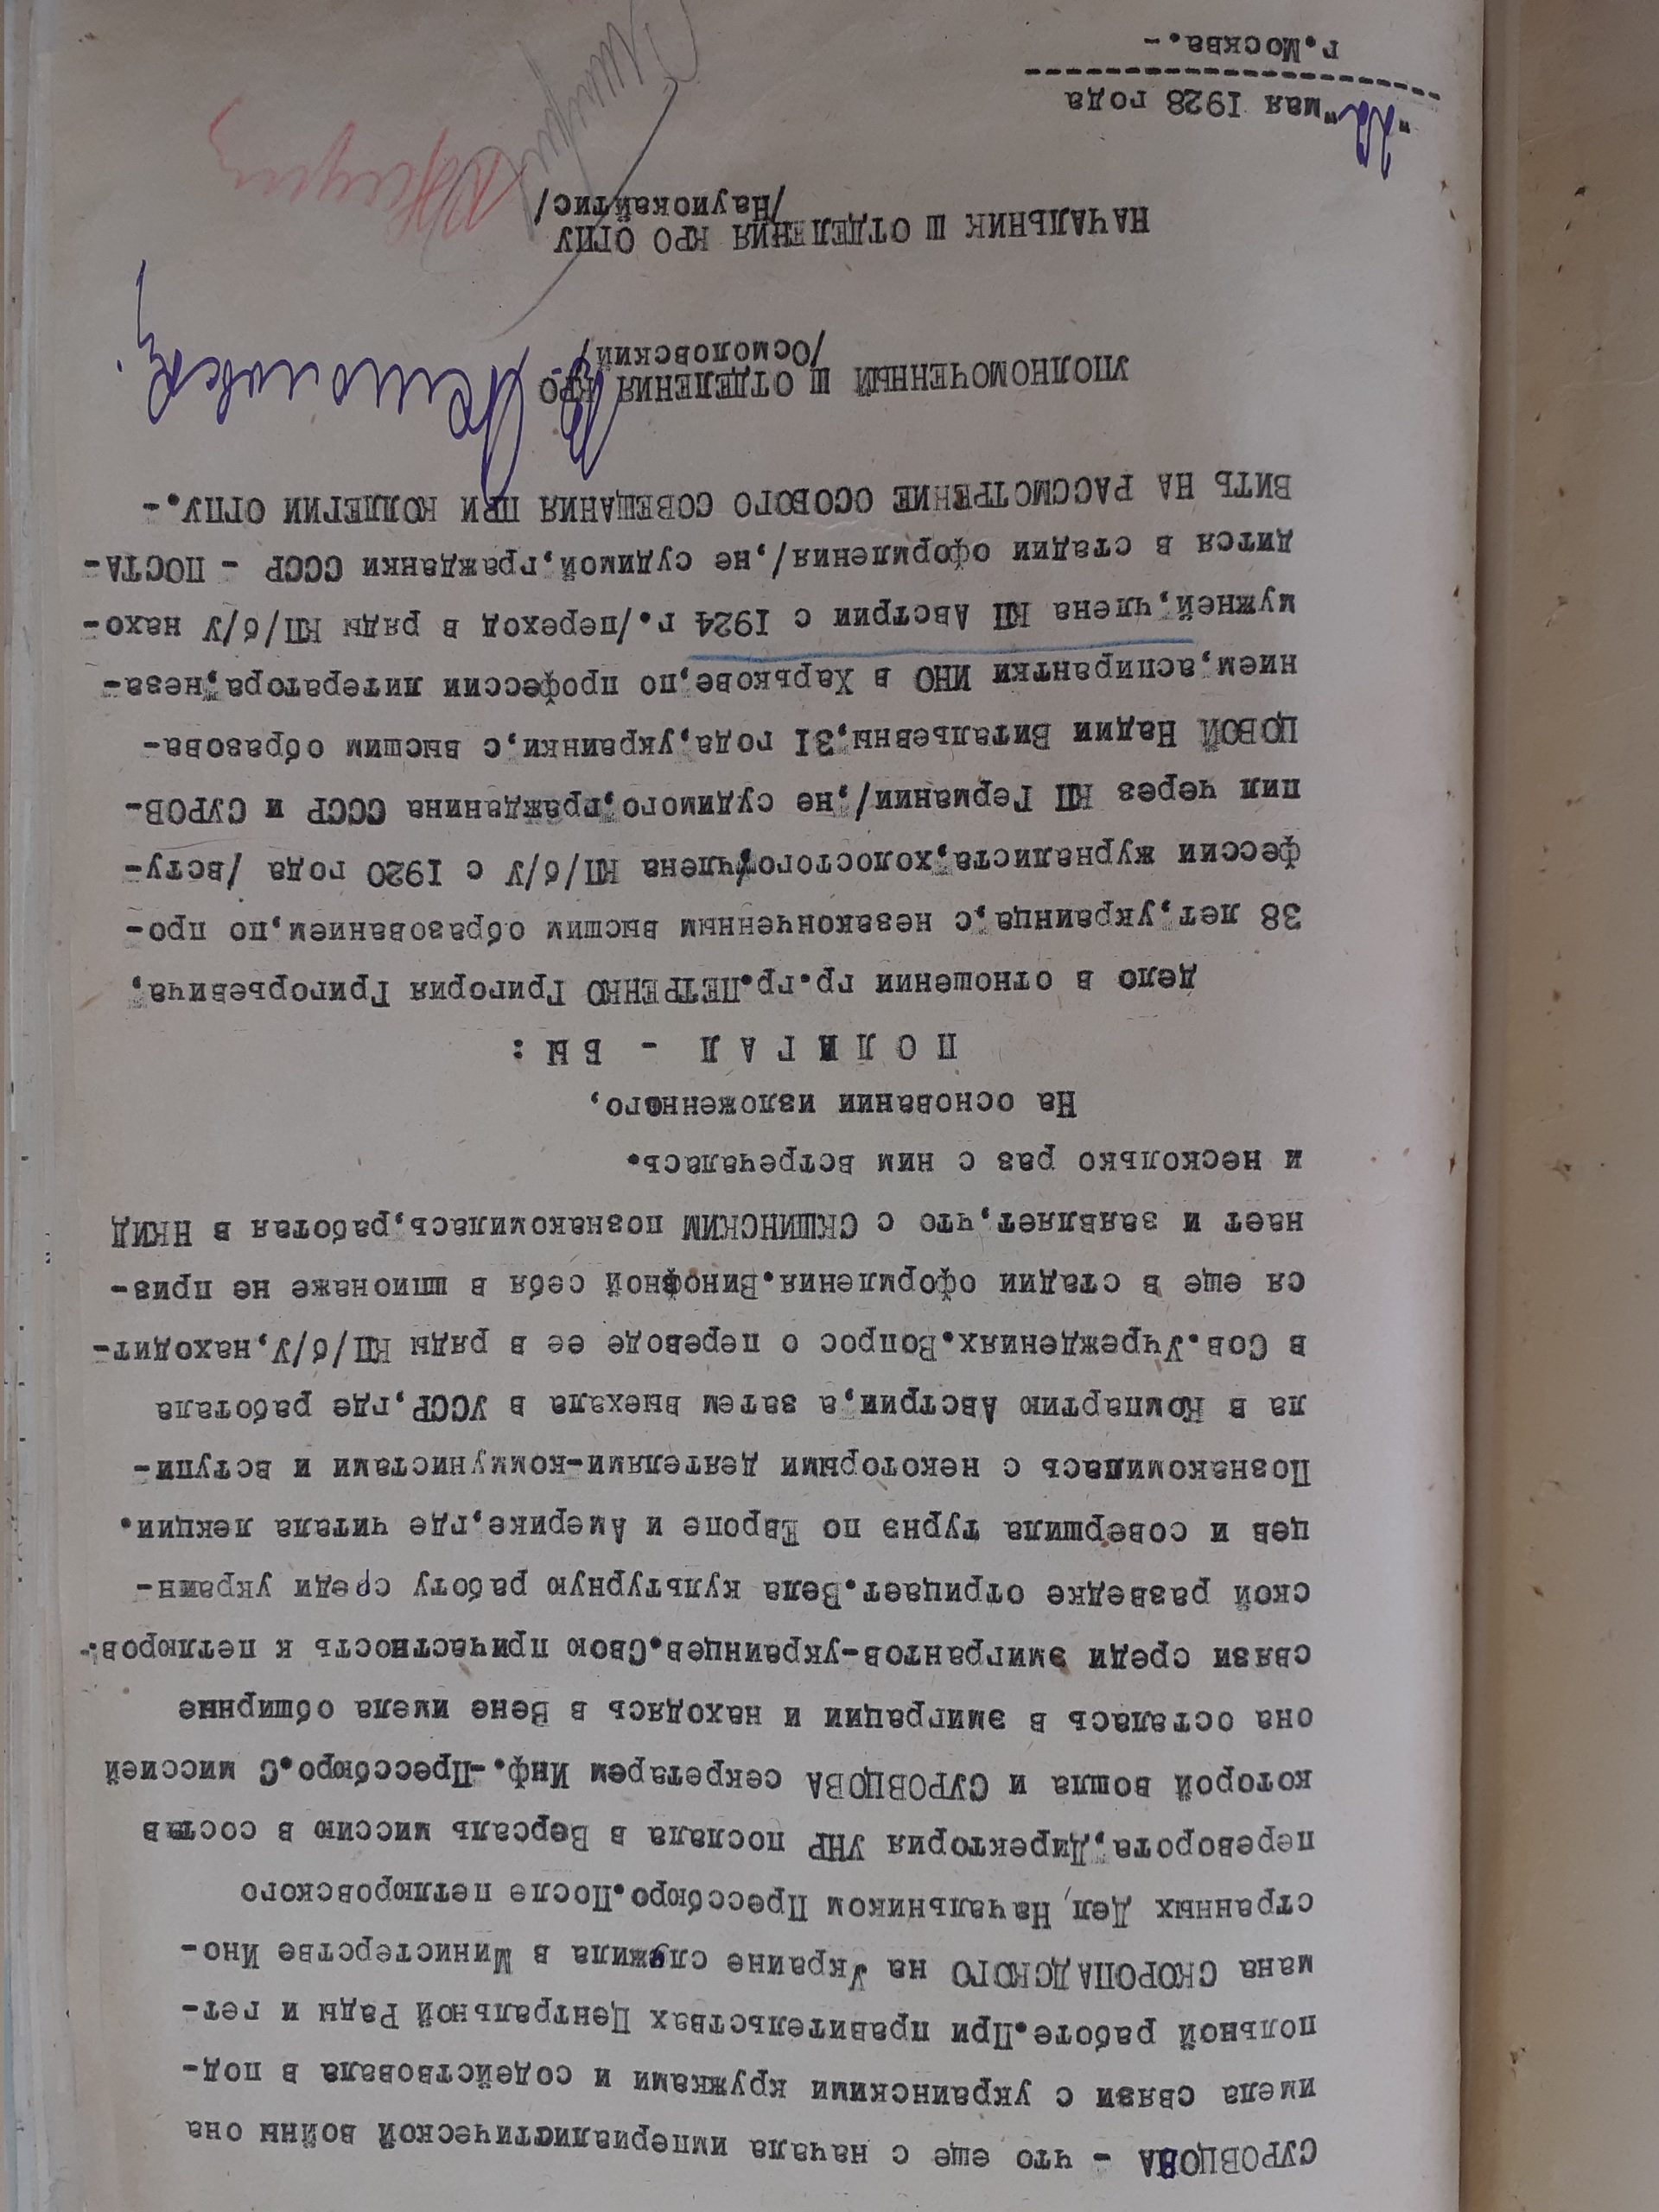 СУРОВЦОВА - что еще с начала империалистической войны она
имела связи с украинскими кружками и содействовала в под-
польной работе.При правительствах Центральной Рады и гет-
мана СКОРОПАДСКОГО на Украине служила в Министерстве Ино-
странных Дел, Начальником Прессбюро.После петлюровского
переворота,Директория УНР послала в Версаль миссию в состав
которой вошла и СУРОВЦОВА секретарем Инф.-Прессбюро.С миссией
она осталась в эмиграции и находясь в Вене имела обширные
связи среди эмигрантов-украинцев.Свою причастность к петлюров-
ской разведке отрицает.Вела культурную работу среди украин-
цев и совершила турнэ по Европе и Америке,где читала лекции.
Познакомилась с некоторыми деятелями-коммунистами и вступи-
ла в Компартию Австрии,а затем выехала в УССР,где работала
в Сов.Учреждениях.Вопрос о переводе ее в ряды КП/б/У,находит-
ся еще в стадии оформления.Виновной себя в шпионаже не приз-
нает и заявляет,что с СКШИНСКИМ познакомилась,работая в НКИД
и несколько раз с ним встречалась.
На основании изложенного,
ПОЛИГАЛ - БЫ:
дело в отношении гр.гр.ПЕТРЕНКО Григория Григорьевича,
38 лет,украинца,с незаконченным высшим образованием,по про-
фессии журналиста,холостого,члена КП/б/У с 1920 года /всту-
пил через КП Германии/,не судимого,гражданина СССР и СУРОВ-
ЦОВОЙ Надии Витальевны,31 года,украинки,с высшим образова-
нием,аспирантки ИНО в Харькове,по профессии литератора,неза-
мужней,члена КП Австрии с 1924 г./переход в ряды КП/б/У нахо-
дится в стадии оформления/,не судимой,гражданки СССР - ПОСТА-
ВИТЬ НА РАССМОТРЕНИЕ ОСОБОГО СОВЕЩАНИЯ ПРИ КОЛЛЕГИИ ОГПУ.-
УПОЛНОМОЧЕННЫЙ Ш ОТДЕЛЕНИЯ КРО
/Осмоловский/
НАЧАЛЬНИК Ш ОТДЕЛЕНИЯ КРО ОГПУ
/Науиокайтис/
" "мая 1928 года
г.Москва.-